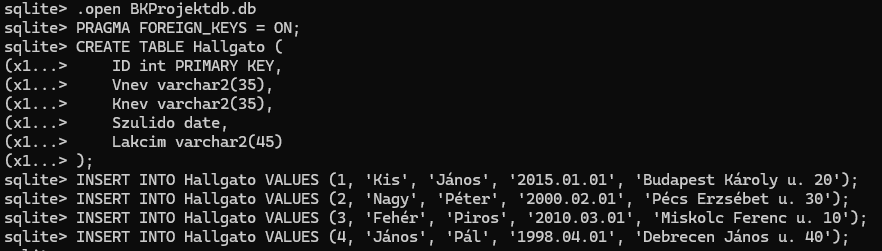 sqlite> .open BKProjektdb.db
sqlite> PRAGMA FOREIGN_KEYS = ON;
sqlite> CREATE TABLE Hallgato (
(x1...>     ID int PRIMARY KEY,
(x1...>     Vnev varchar2(35),
(x1...>     Knev varchar2(35),
(x1...>     Szulido date,
(x1...>     Lakcim varchar2(45)
(x1...> );
sqlite> INSERT INTO Hallgato VALUES (1, 'Kis', 'János', '2015.01.01', 'Budapest Károly u. 20');
sqlite> INSERT INTO Hallgato VALUES (2, 'Nagy', 'Péter', '2000.02.01', 'Pécs Erzsébet u. 30');
sqlite> INSERT INTO Hallgato VALUES (3, 'Fehér', 'Piros', '2010.03.01', 'Miskolc Ferenc u. 10');
sqlite> INSERT INTO Hallgato VALUES (4, 'János', 'Pál', '1998.04.01', 'Debrecen János u. 40');